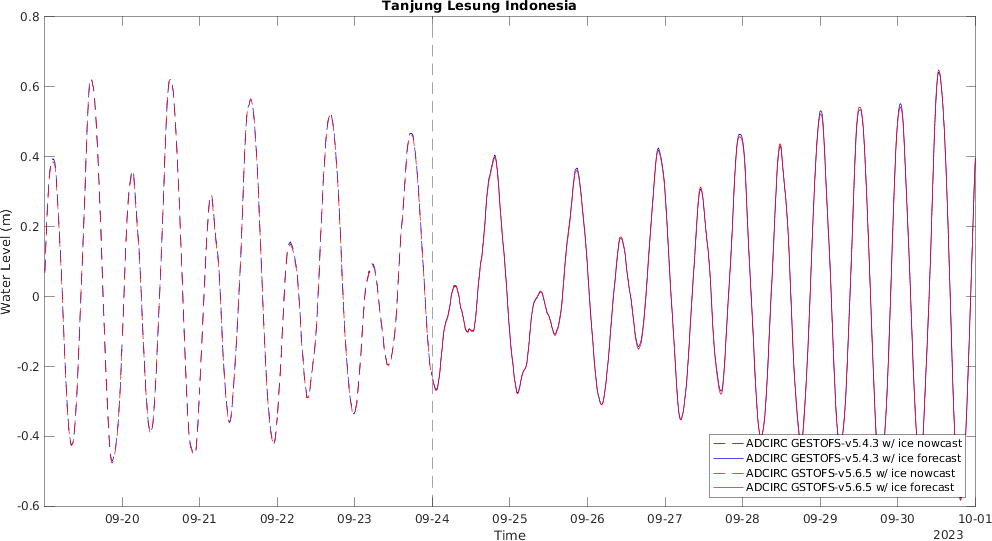 Tanjung Lesung Indonesia
0.8
0.6
0.4
0.2
0
-0.2
-0.4
-0.6
Water Level (m)
ADCIRC GESTOFS-v5.4.3 w/ ice nowcast
ADCIRC GESTOFS-v5.4.3 w/ ice forecast
ADCIRC GSTOFS-v5.6.5 w/ ice nowcast
ADCIRC GSTOFS-v5.6.5 w/ ice forecast
09-20 09-21 09-22 09-23 09-24 09-25 09-26 09-27 09-28 09-29 09-30 10-01
Time
2023